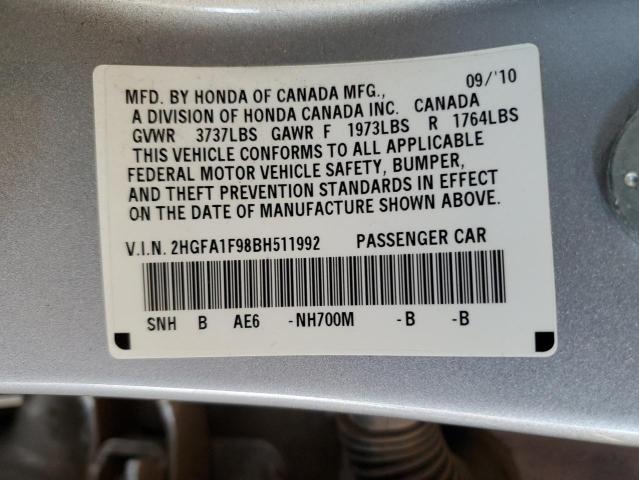 09/'10
MFD. BY HONDA OF CANADA MFG.,
A DIVISION OF HONDA CANADA INC. CANADA
GVWR 3737LBS GAWR F 1973LBS R 1764LBS
THIS VEHICLE CONFORMS TO ALL APPLICABLE
FEDERAL MOTOR VEHICLE SAFETY, BUMPER,
AND THEFT PREVENTION STANDARDS IN EFFECT
ON THE DATE OF MANUFACTURE SHOWN ABOVE.
V.I.N. 2HGFA1F98BH511992 PASSENGER CAR
SNH B AE6 -NH700M -B -B